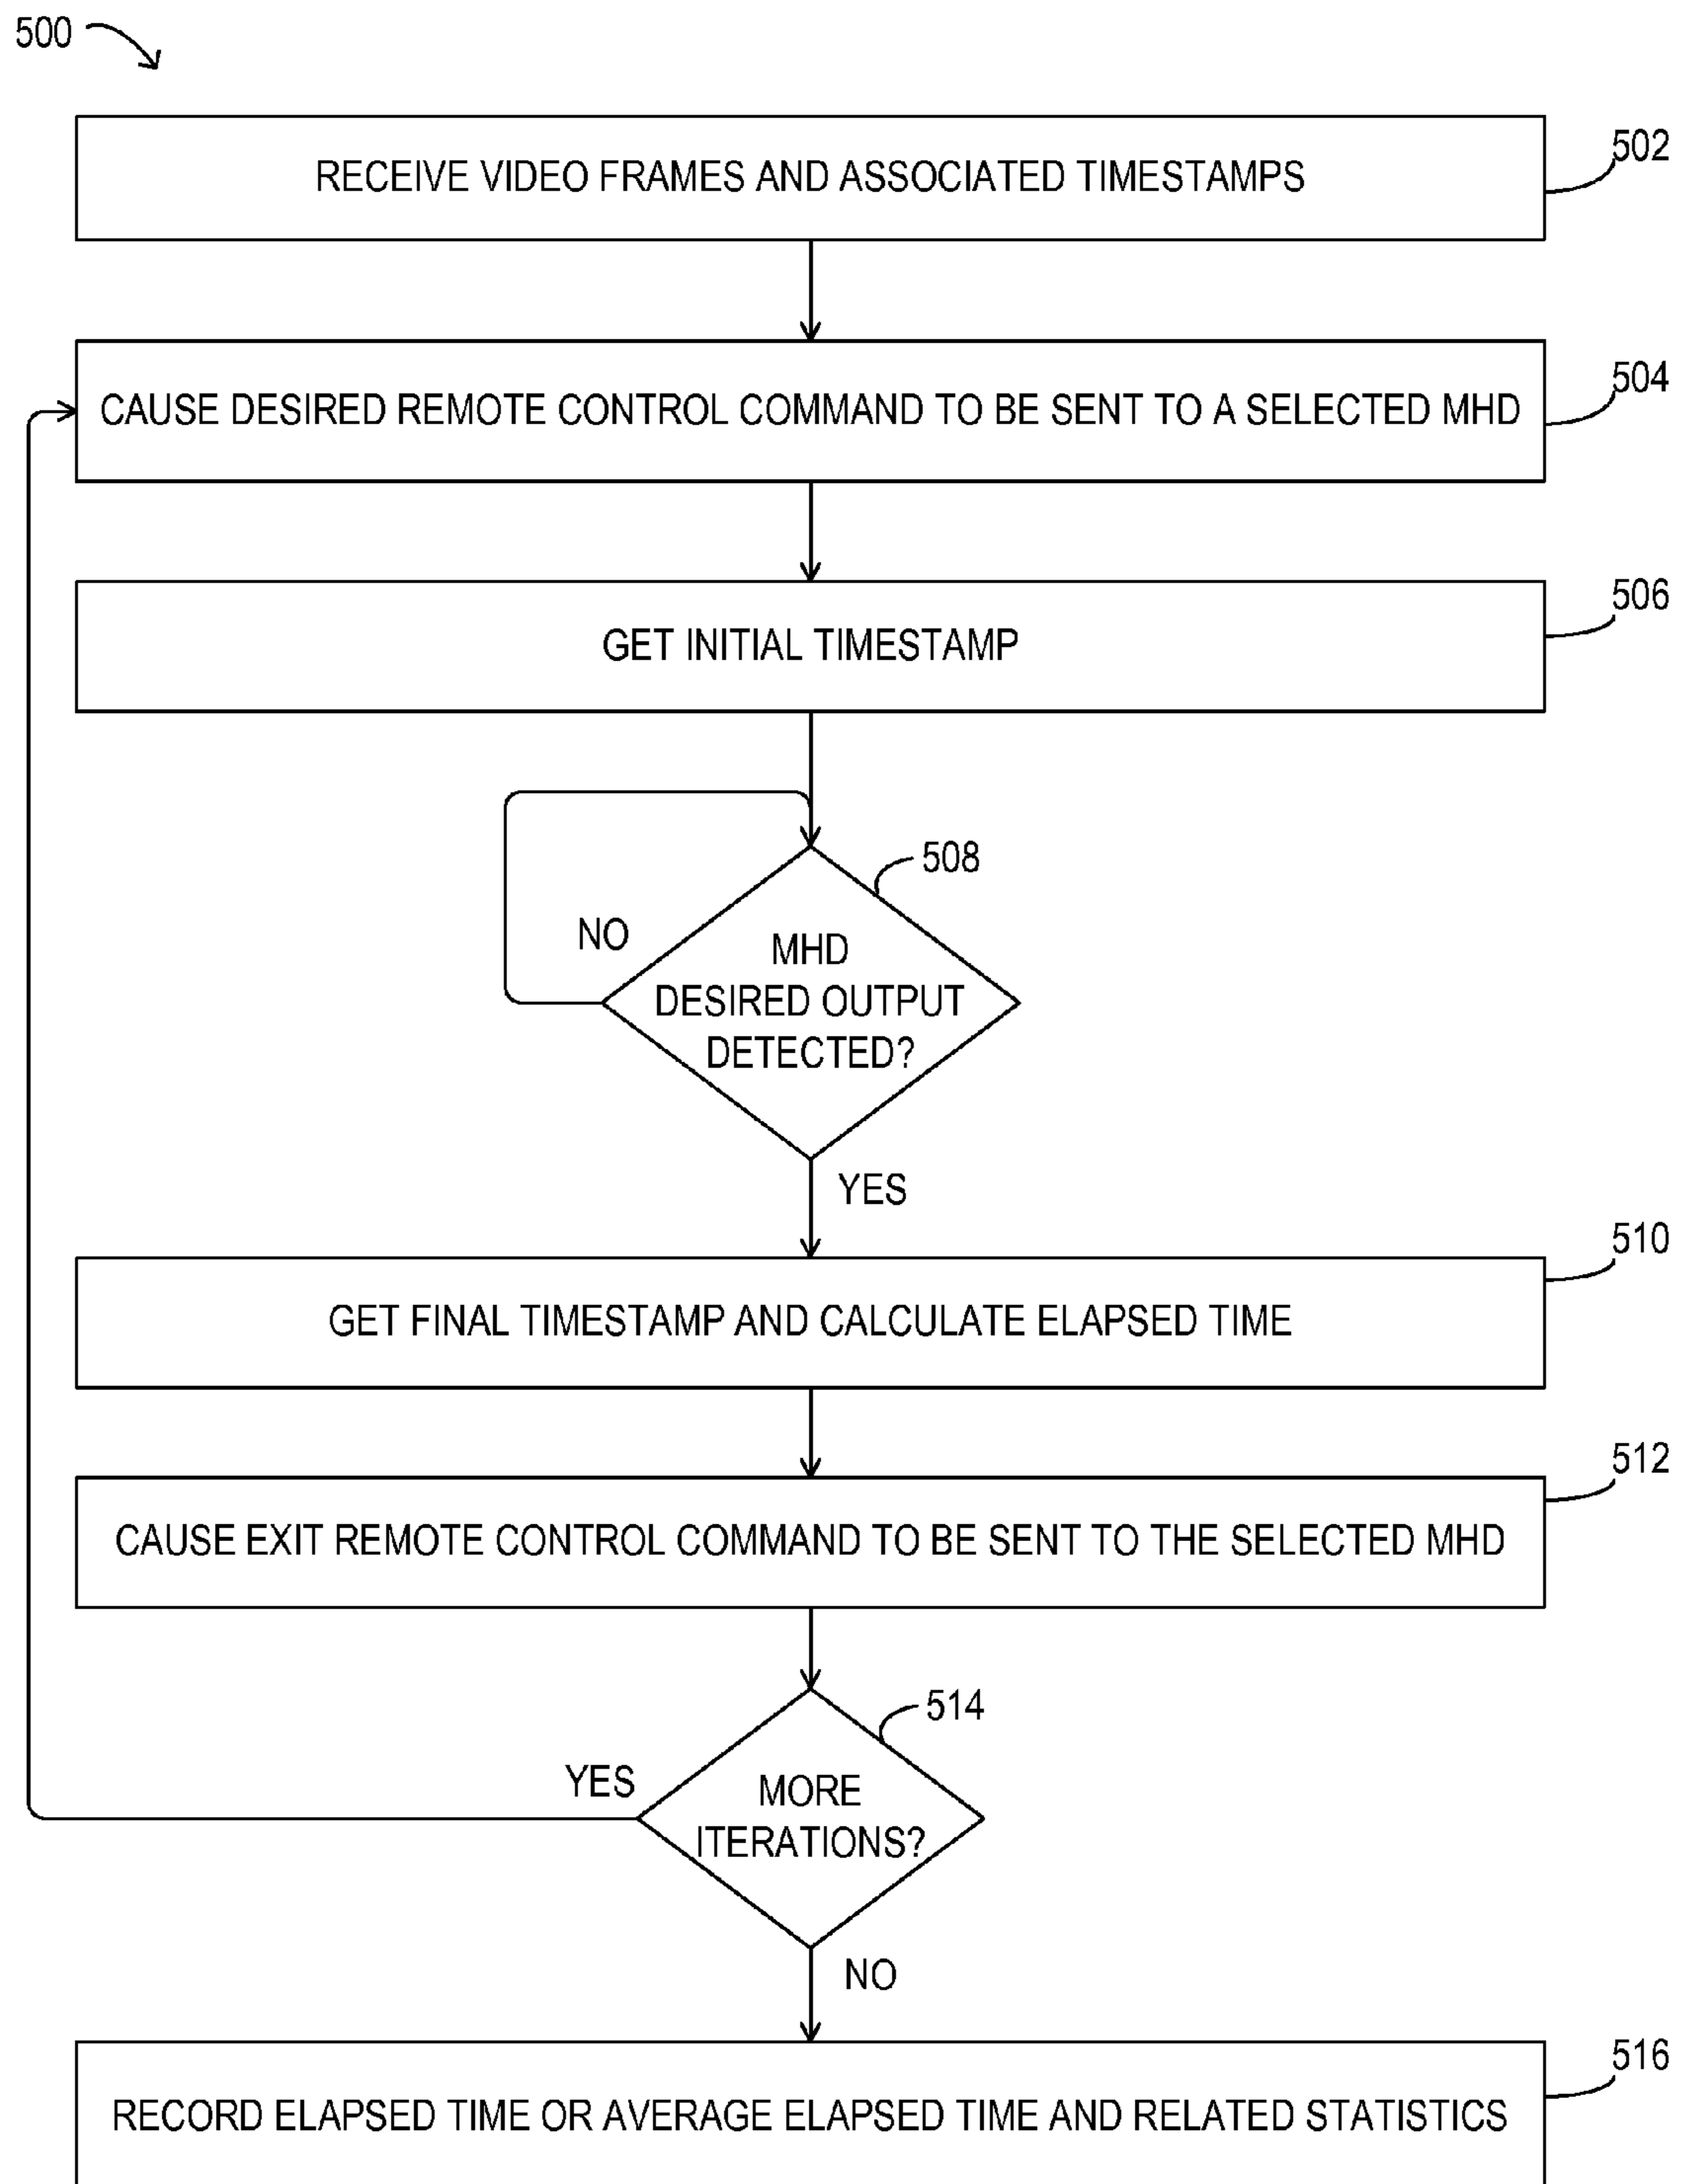 500
RECEIVE VIDEO FRAMES AND ASSOCIATED TIMESTAMPS
502
CAUSE DESIRED REMOTE CONTROL COMMAND TO BE SENT TO A SELECTED MHD
504
GET INITIAL TIMESTAMP
506
508
NO
MHD
DESIRED OUTPUT
DETECTED?
YES
GET FINAL TIMESTAMP AND CALCULATE ELAPSED TIME
510
CAUSE EXIT REMOTE CONTROL COMMAND TO BE SENT TO THE SELECTED MHD
512
514
YES
MORE
ITERATIONS?
NO
RECORD ELAPSED TIME OR AVERAGE ELAPSED TIME AND RELATED STATISTICS
516